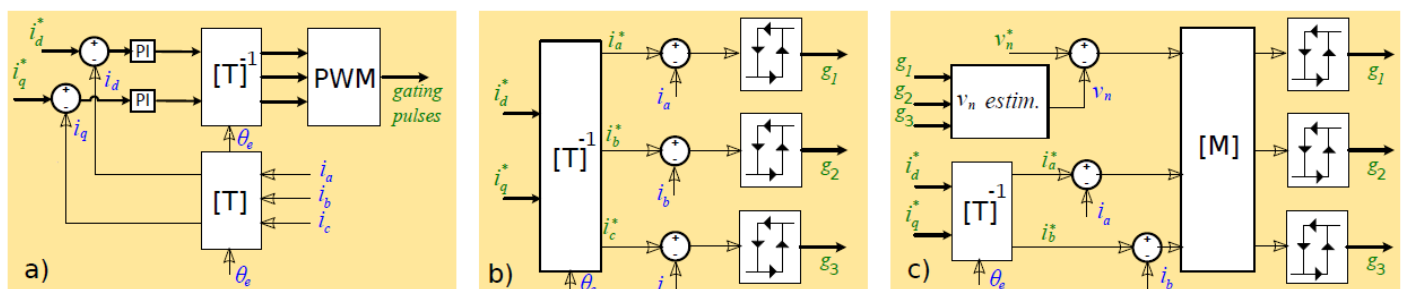 i_d^*
i_q^*
+
-
+
-
PI
PI
i_d
i_q
[T]^-1
PWM
gating
pulses
θ_e
[T]
i_a
i_b
i_c
θ_e
a)
i_d^*
i_q^*
[T]^-1
i_a^*
i_b^*
i_c^*
+
-
+
-
+
-
i_a
i_b
i
g_1
g_2
g_3
b)
v_n^*
g_1
g_2
g_3
v_n estim.
+
-
v_n
i_d^*
i_q^*
[T]^-1
θ_e
i_a^*
i_b^*
+
-
+
-
i_a
i_b
[M]
g_1
g_2
g_3
c)